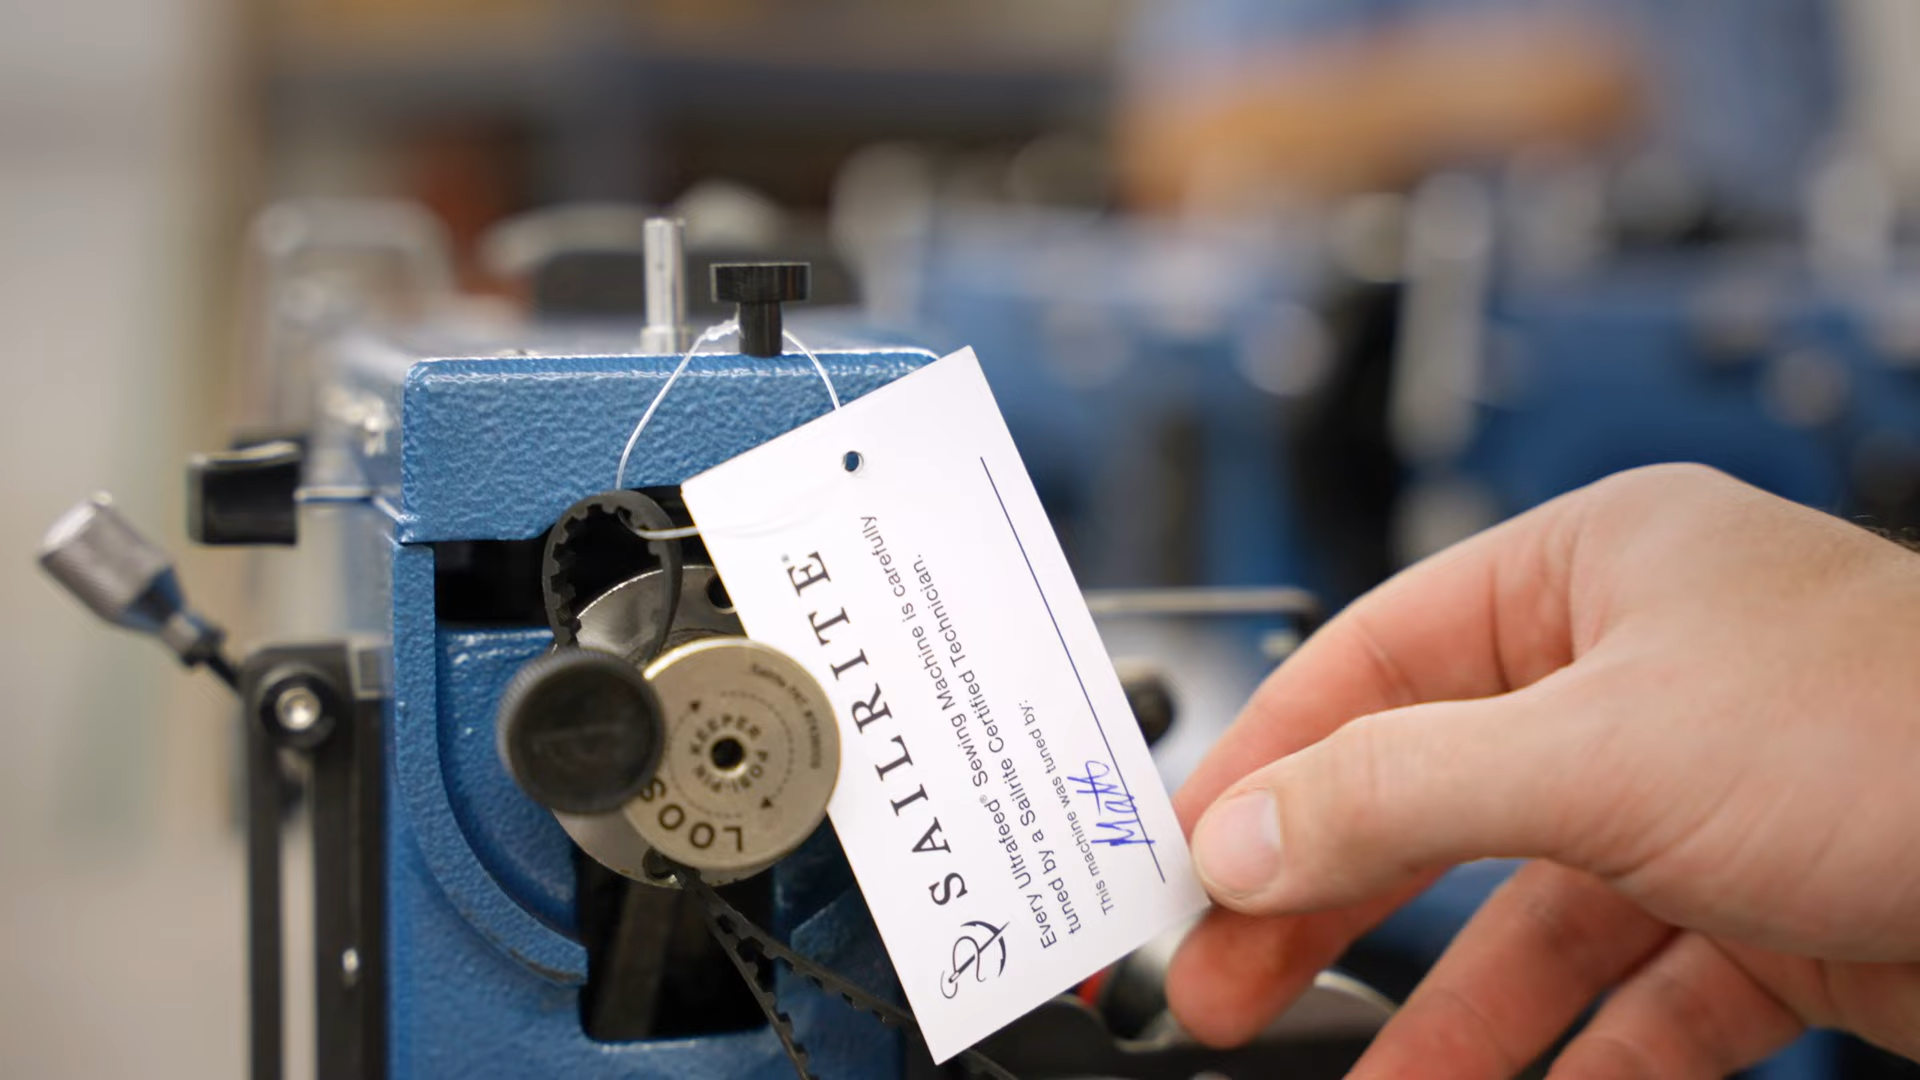 SAILRITE®
Every Ultrafeed® Sewing Machine is carefully
tuned by a Sailrite Certified Technician.
This machine was tuned by:
Matt
LOOS
KEEPER POSI-PIN